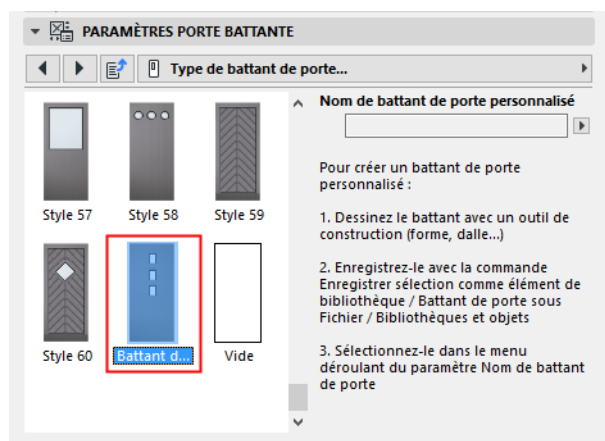 PARAMÈTRES PORTE BATTANTE
Type de battant de porte...
Style 57
Style 58
Style 59
Style 60
Battant d...
Vide
Nom de battant de porte personnalisé
Pour créer un battant de porte
personnalisé :
1. Dessinez le battant avec un outil de
construction (forme, dalle...)
2. Enregistrez-le avec la commande
Enregistrer sélection comme élément de
bibliothèque / Battant de porte sous
Fichier / Bibliothèques et objets
3. Sélectionnez-le dans le menu
déroulant du paramètre Nom de battant
de porte